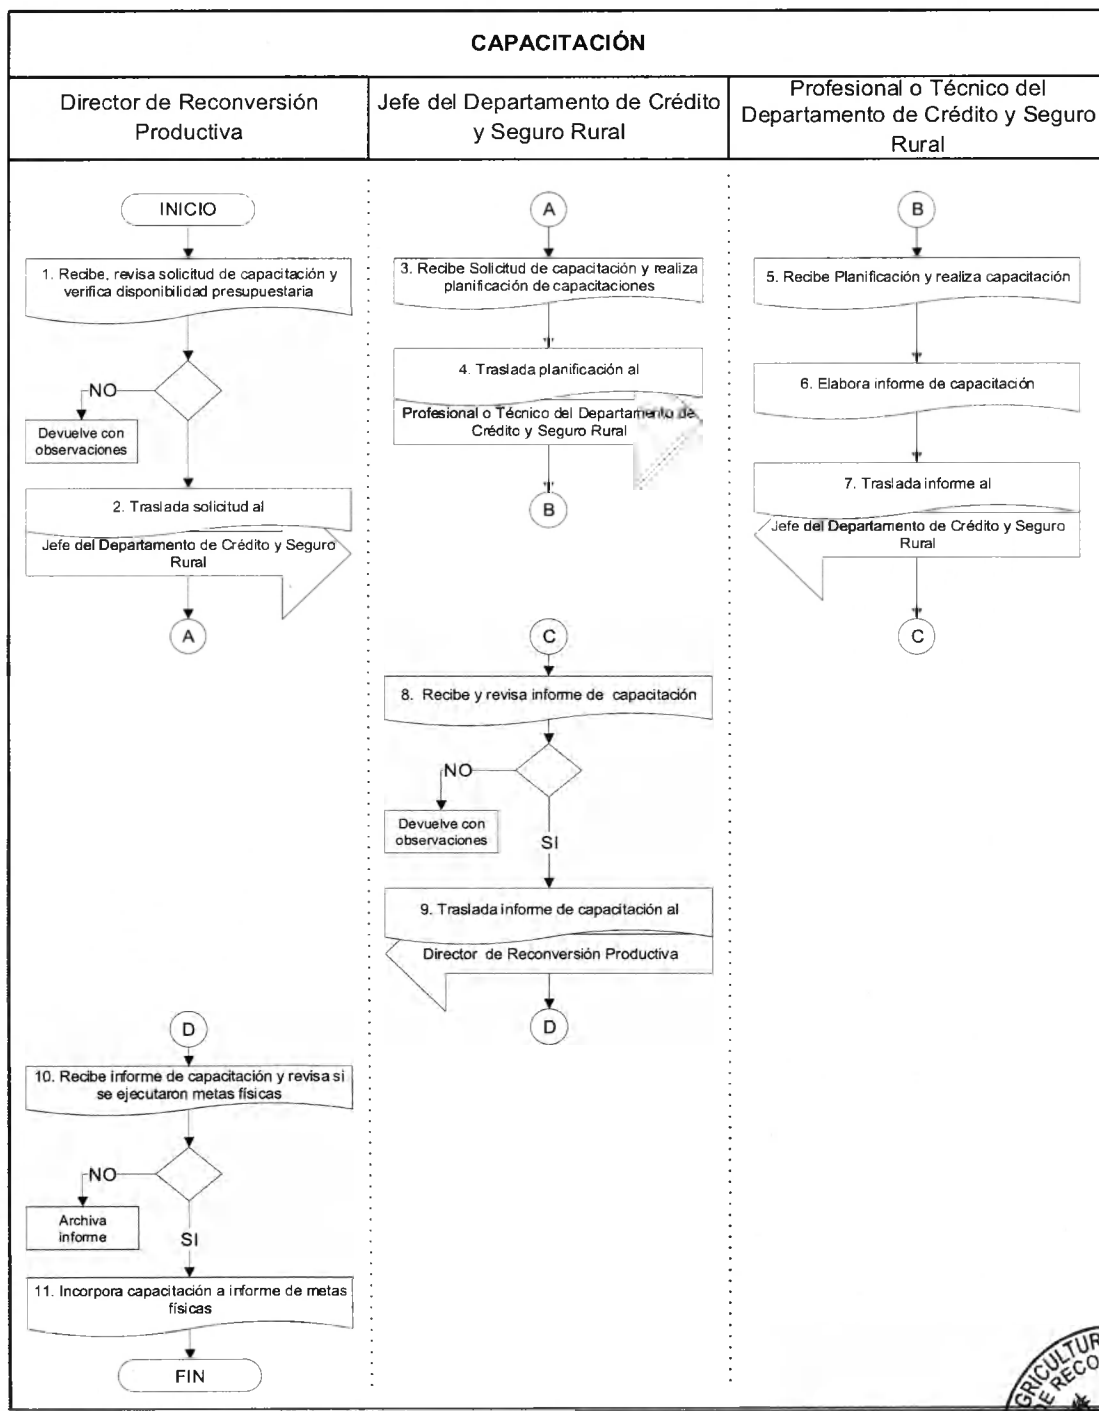 CAPACITACIÓN
Director de Reconversión
Productiva
Jefe del Departamento de Crédito
y Seguro Rural
Profesional o Técnico del
Departamento de Crédito y Seguro
Rural
INICIO
1. Recibe, revisa solicitud de capacitación y
verifica disponibilidad presupuestaria
NO
Devuelve con
observaciones
2. Traslada solicitud al
Jefe del Departamento de Crédito y Seguro
Rural
A
A
3. Recibe Solicitud de capacitación y realiza
planificación de capacitaciones
4. Traslada planificación al
Profesional o Técnico del Departamento de
Crédito y Seguro Rural
B
B
5. Recibe Planificación y realiza capacitación
6. Elabora informe de capacitación
7. Traslada informe al
Jefe del Departamento de Crédito y Seguro
Rural
C
C
8. Recibe y revisa informe de capacitación
NO
Devuelve con
observaciones
SI
9. Traslada informe de capacitación al
Director de Reconversión Productiva
D
D
10. Recibe informe de capacitación y revisa si
se ejecutaron metas físicas
NO
Archiva
informe
SI
11. Incorpora capacitación a informe de metas
físicas
FIN